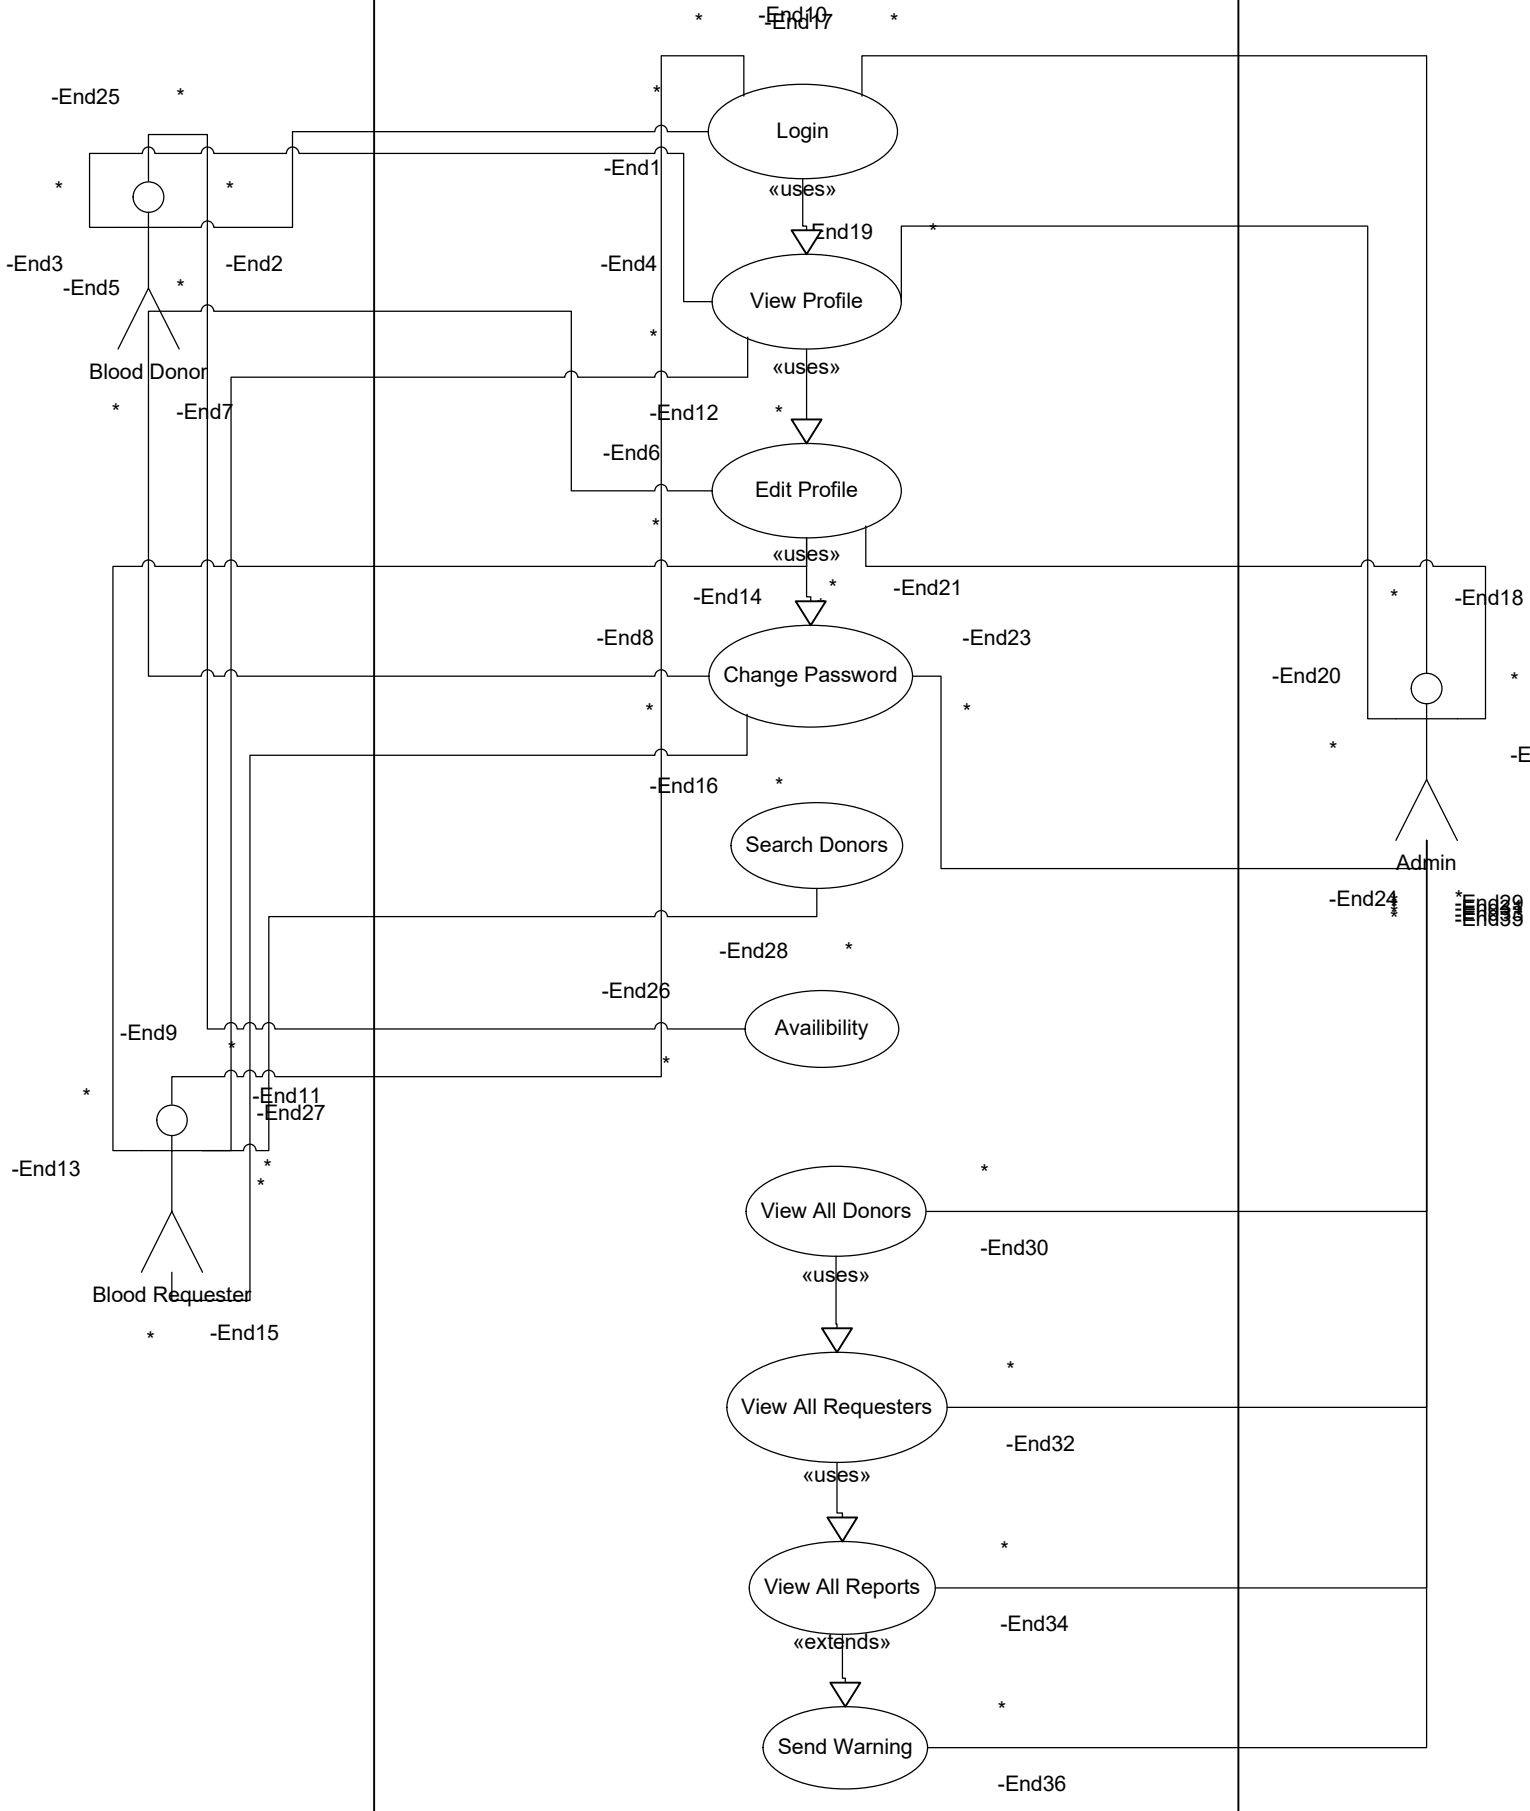 -End10
-End17
*
*
-End25
*
*
Login
-End1
*
*
«uses»
End19
*
-End3
-End2
-End4
-End5
*
View Profile
*
«uses»
Blood Donor
*
-End7
-End12
*
-End6
Edit Profile
*
«uses»
*
-End21
-End14
*
-End18
-End8
-End23
Change Password
-End20
*
*
*
*
-E
-End16
*
Search Donors
Admin
-End24
*
-End29
-End28
*
-End26
Availibility
-End9
*
*
*
-End11
-End27
-End13
*
*
*
View All Donors
-End30
«uses»
Blood Requester
*
-End15
*
View All Requesters
-End32
«uses»
*
View All Reports
-End34
«extends»
*
Send Warning
-End36